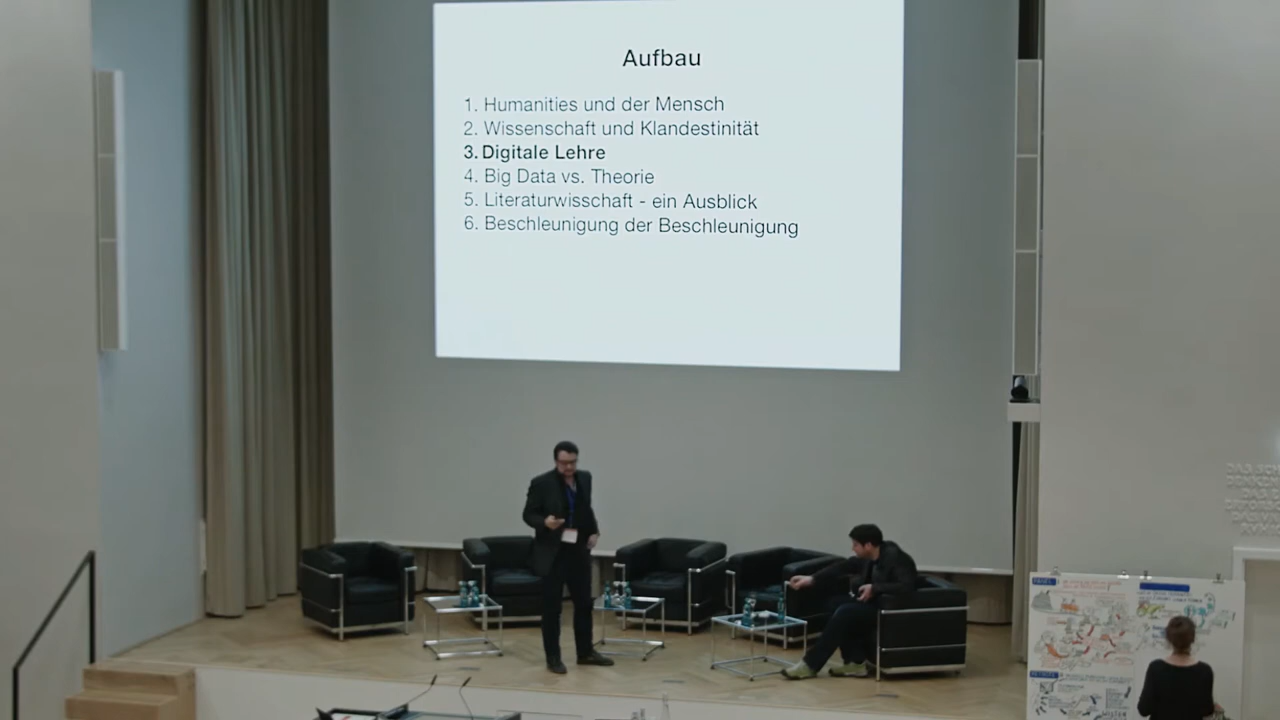 Aufbau
1. Humanities und der Mensch
2. Wissenschaft und Klandestinität
3. Digitale Lehre
4. Big Data vs. Theorie
5. Literaturwisschaft - ein Ausblick
6. Beschleunigung der Beschleunigung